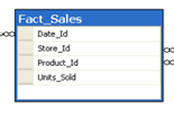 Fact_Sales
Date_Id
Store_Id
Product_Id
Units_Sold